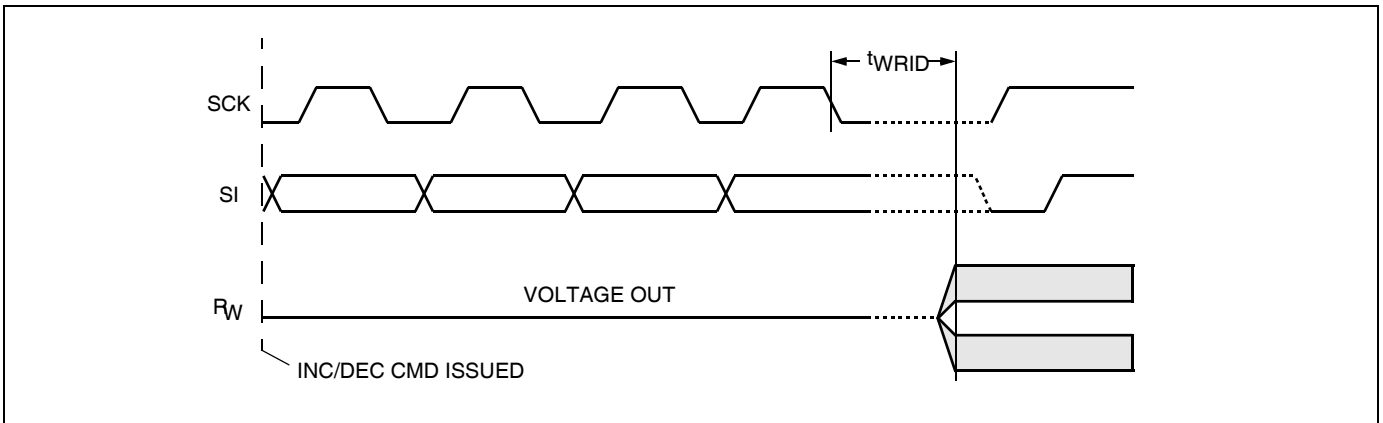 tWRID
SCK
SI
VOLTAGE OUT
RW
INC/DEC CMD ISSUED